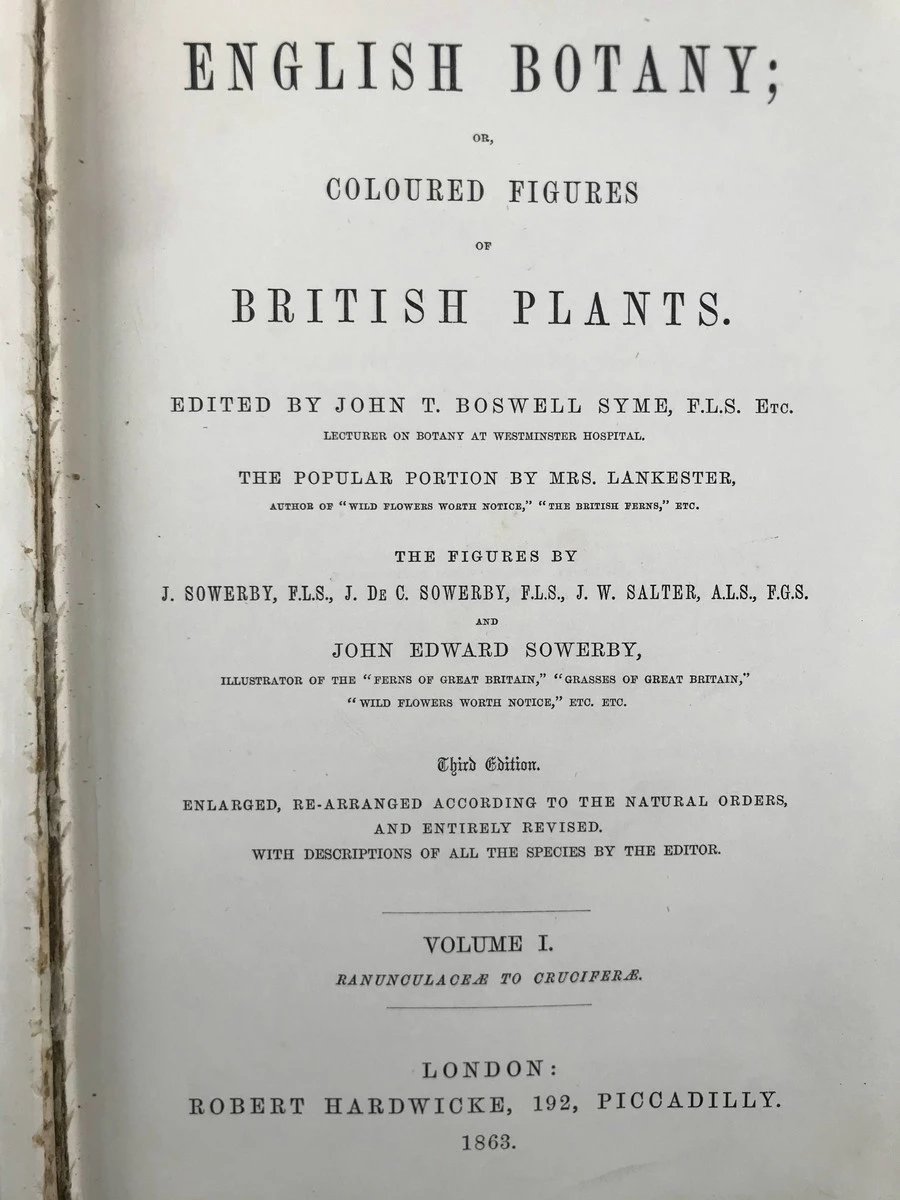 ENGLISH BOTANY;
OR,
COLOURED FIGURES
OF
BRITISH PLANTS.
EDITED BY JOHN T. BOSWELL SYME, F.L.S. ETC.
LECTURER ON BOTANY AT WESTMINSTER HOSPITAL.
THE POPULAR PORTION BY MRS. LANKESTER,
AUTHOR OF "WILD FLOWERS WORTH NOTICE," "THE BRITISH FERNS," ETC.
THE FIGURES BY
J. SOWERBY, F.L.S., J. DE C. SOWERBY, F.L.S., J. W. SALTER, A.L.S., F.G.S.
AND
JOHN EDWARD SOWERBY,
ILLUSTRATOR OF THE "FERNS OF GREAT BRITAIN," "GRASSES OF GREAT BRITAIN,"
"WILD FLOWERS WORTH NOTICE," ETC. ETC.
Third Edition.
ENLARGED, RE-ARRANGED ACCORDING TO THE NATURAL ORDERS,
AND ENTIRELY REVISED.
WITH DESCRIPTIONS OF ALL THE SPECIES BY THE EDITOR.
VOLUME I.
RANUNCULACEÆ TO CRUCIFERÆ.
LONDON:
ROBERT HARDWICKE, 192, PICCADILLY.
1863.